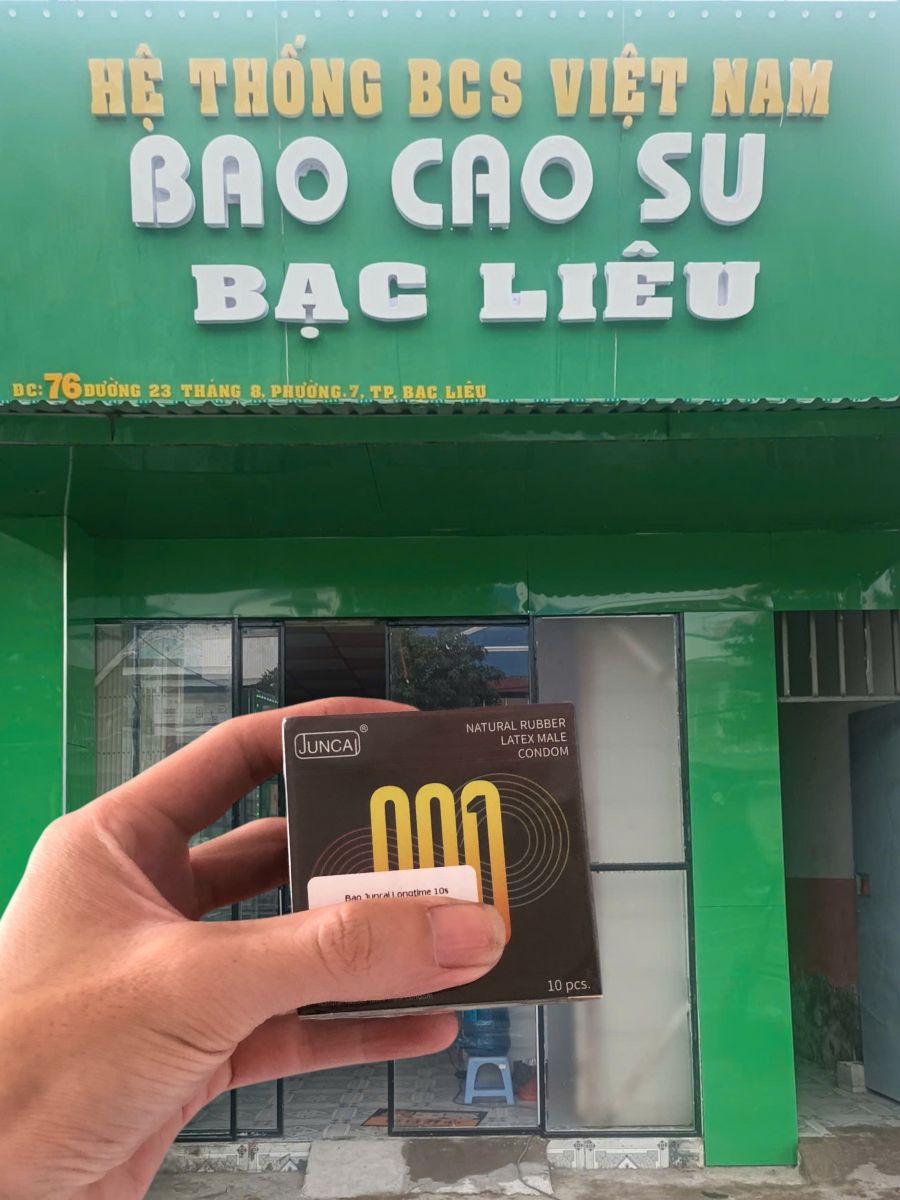 HỆ THỐNG BCS VIỆT NAM
BAO CAO SU
BẠC LIÊU
ĐC: 76 ĐƯỜNG 23 THÁNG 8, PHƯỜNG.7, TP. BẠC LIÊU
JUNCAI®
NATURAL RUBBER
LATEX MALE
CONDOM
001
Bao Juncai Longtime 10s
10 pcs.